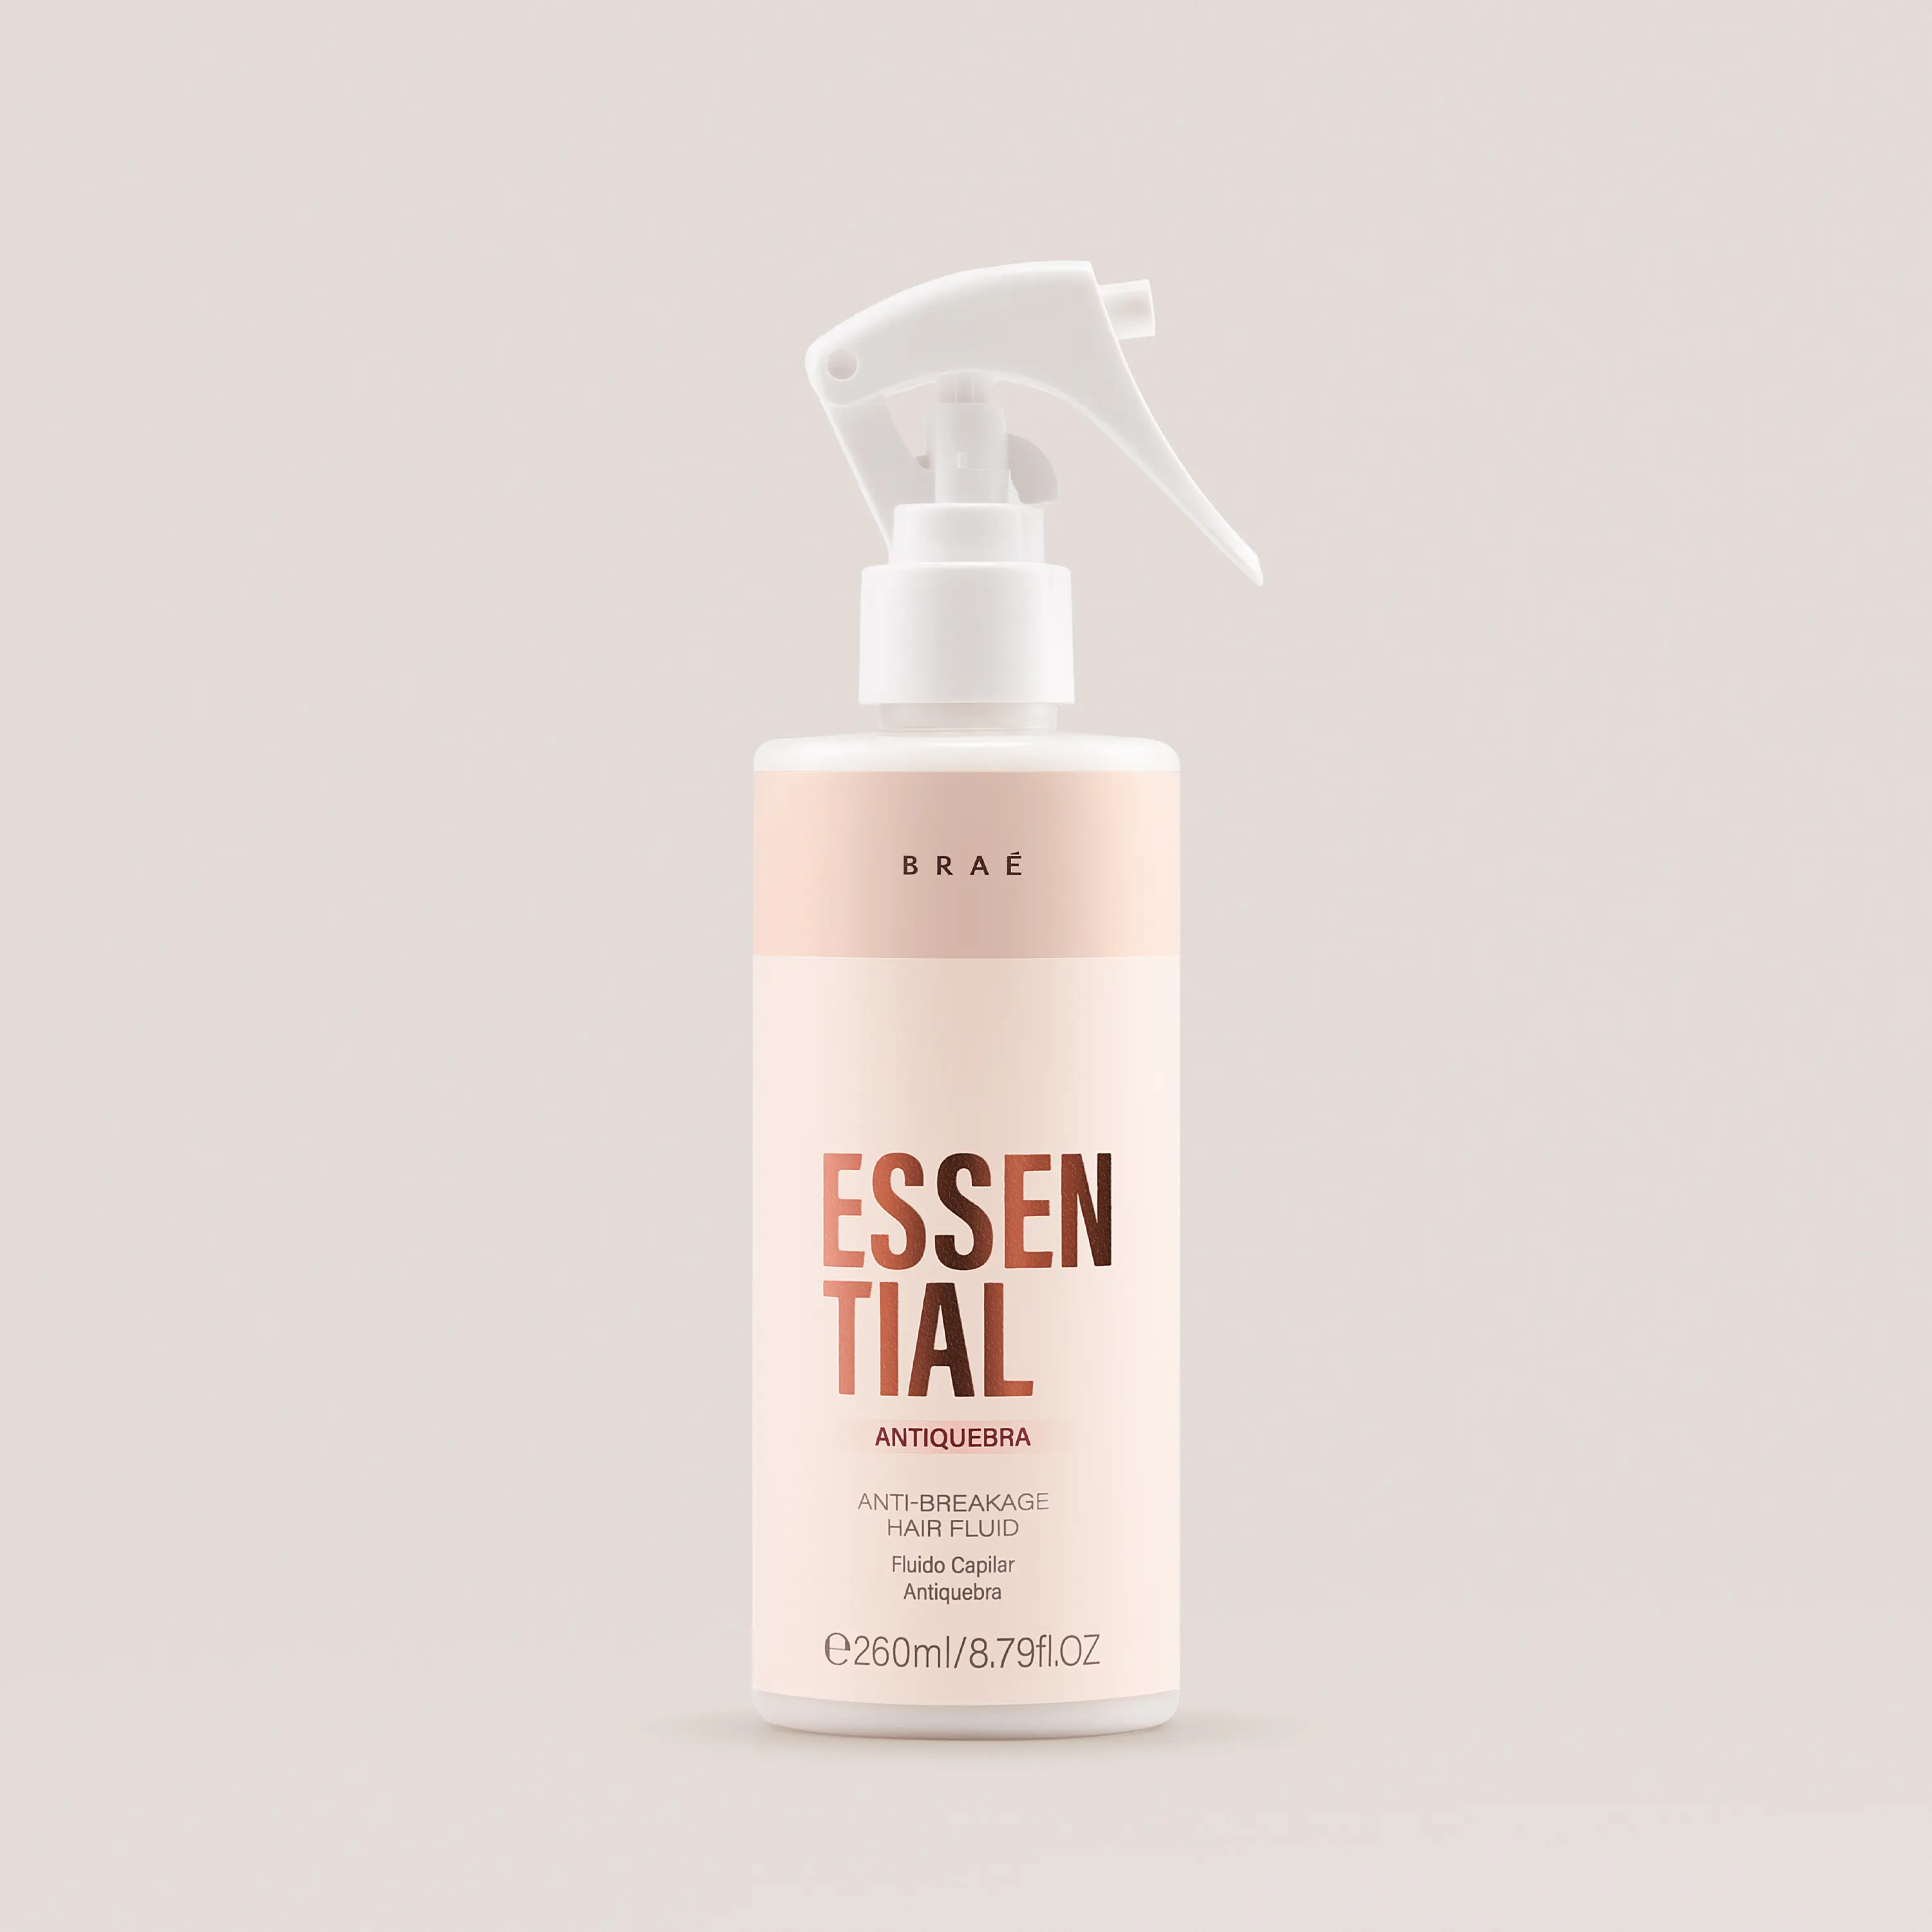 BRAÉ
ESSEN
TIAL
ANTIQUEBRA
ANTI-BREAKAGE
HAIR FLUID
Fluido Capilar
Antiquebra
℮260ml/8.79fl.OZ